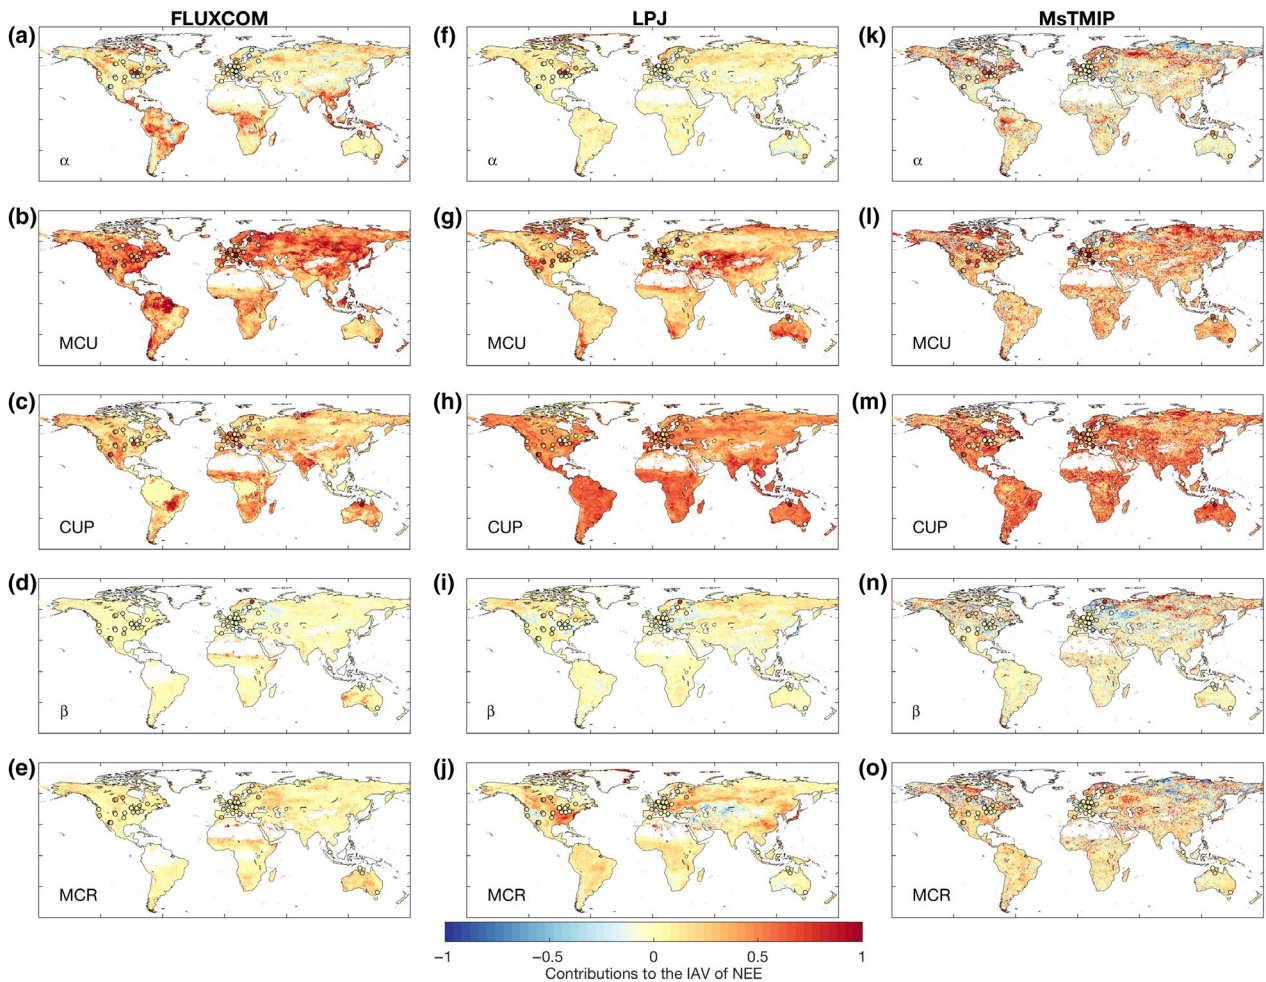 FLUXCOM LPJ MsTMIP
(a) α (f) α (k) α
(b) MCU (g) MCU (l) MCU
(c) CUP (h) CUP (m) CUP
(d) β (i) β (n) β
(e) MCR (j) MCR (o) MCR
−1 −0.5 0 0.5 1
Contributions to the IAV of NEE